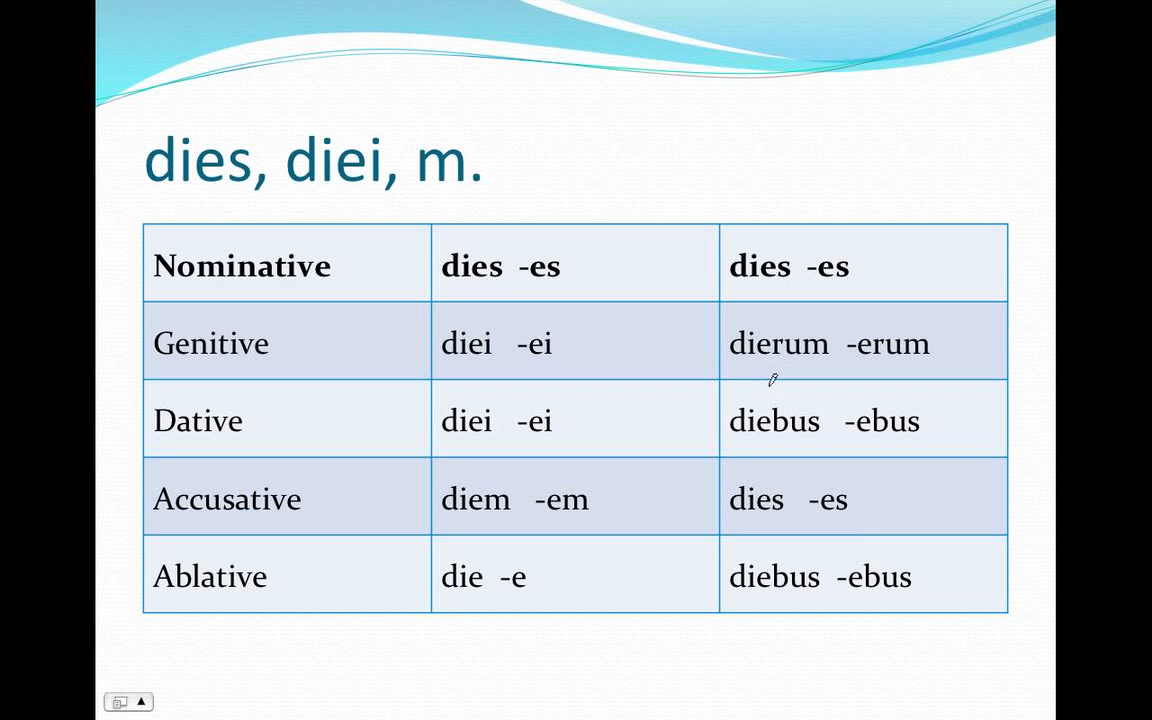 dies, diei, m.
Nominative dies -es dies -es
Genitive diei -ei dierum -erum
Dative diei -ei diebus -ebus
Accusative diem -em dies -es
Ablative die -e diebus -ebus